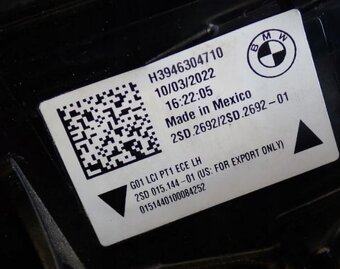 BMW
H3946304710
10/03/2022
16:22:05
Made in Mexico
2SD.2692/2SD.2692-01
G01 LCI PT1 ECE LH
2SD 015.144-01 (US: FOR EXPORT ONLY)
0151440100084252